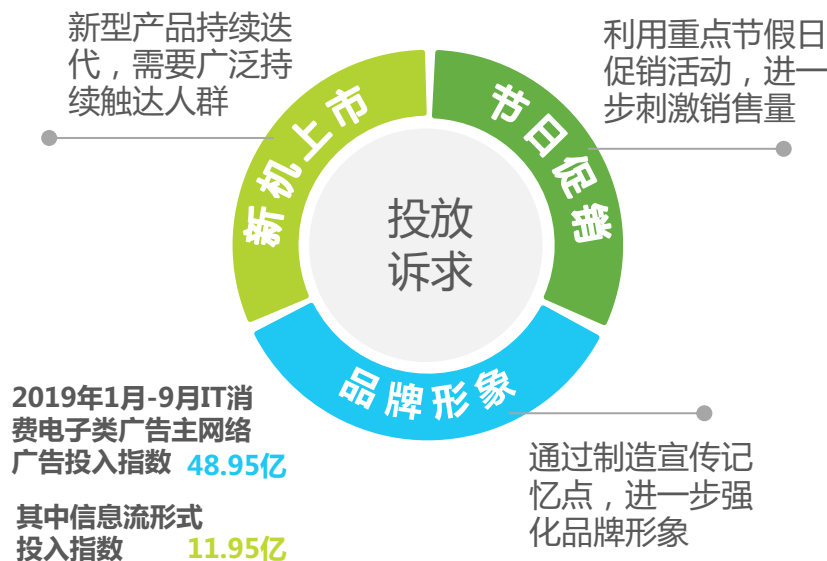 新型产品持续迭
代，需要广泛持
续触达人群
利用重点节假日
促销活动，进一
步刺激销售量
新机上市
节日促销
投放
诉求
品牌形象
2019年1月-9月IT消
费电子类广告主网络
广告投入指数 48.95亿
其中信息流形式
投入指数 11.95亿
通过制造宣传记
忆点，进一步强
化品牌形象